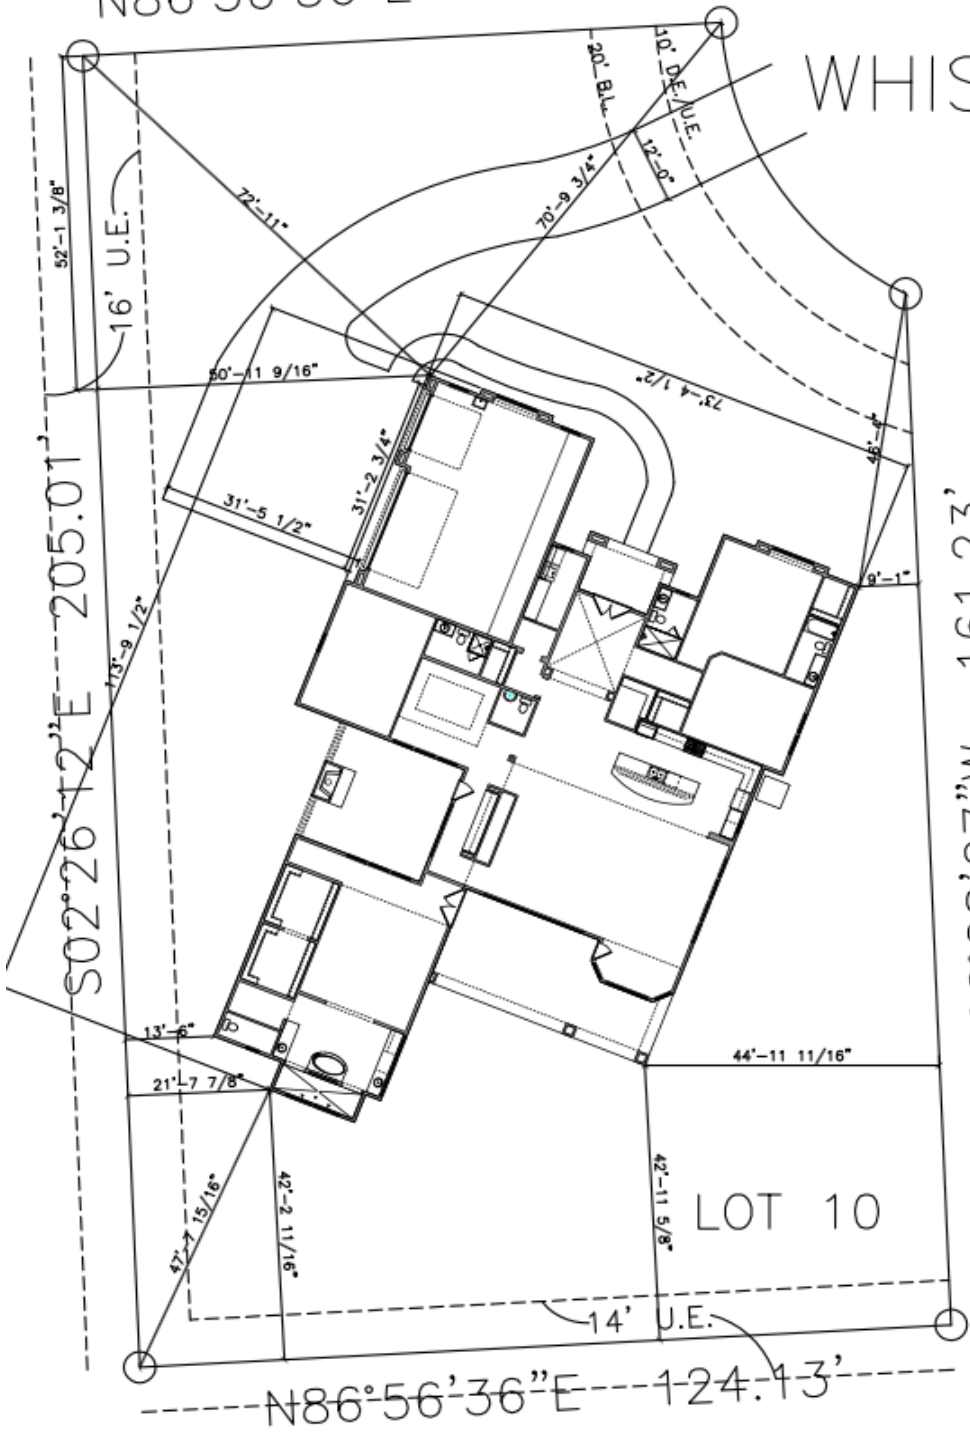 WHIS
20' B.L.
10' D.E./U.E.
12'-0"
52'-1 3/8"
16' U.E.
72'-11"
70'-9 3/4"
50'-11 9/16"
73'-4 1/2"
31'-2 3/4"
31'-5 1/2"
9'-1"
113'-9 1/2"
S02°26'12"E 205.01'
161.23'
13'-6"
21'-7 7/8"
44'-11 11/16"
47'-7 15/16"
42'-2 11/16"
42'-11 5/8"
LOT 10
14' U.E.
N86°56'36"E 124.13'